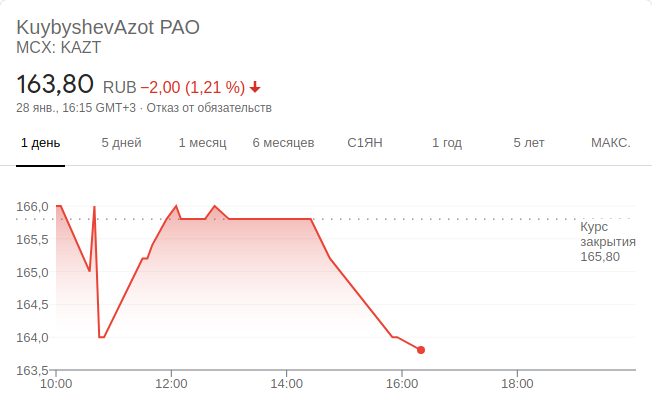 KuybyshevAzot PAO
MCX: KAZT
163,80 RUB −2,00 (1,21 %)
28 янв., 16:15 GMT+3 · Отказ от обязательств
1 день 5 дней 1 месяц 6 месяцев С1ЯН 1 год 5 лет МАКС.
166,0
Курс
закрытия
165,80
165,5
165,0
164,5
164,0
163,5
10:00 12:00 14:00 16:00 18:00